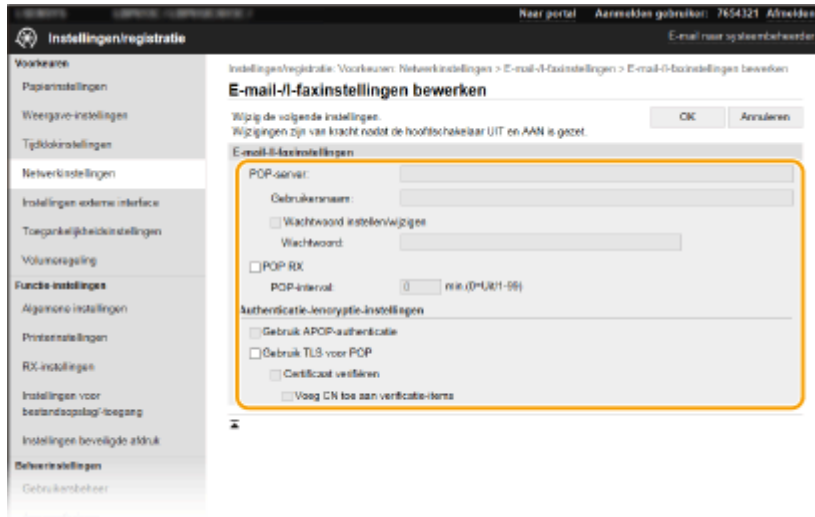 Naar portal Aanmelden gebruiker: 7654321 Afmelden
Instellingen/registratie
E-mail naar systeembeheerder
Voorkeuren
Papierinstellingen
Weergave-instellingen
Tijdklokinstellingen
Netwerkinstellingen
Instellingen externe interface
Toegankelijkheidsinstellingen
Volumeregeling
Functie-instellingen
Algemene instellingen
Printerinstellingen
RX-instellingen
Instellingen voor
bestandsopslag/-toegang
Instellingen beveiligde afdruk
Beheerinstellingen
Gebruikersbeheer
Instellingen/registratie: Voorkeuren: Netwerkinstellingen > E-mail-/I-faxinstellingen > E-mail-/I-faxinstellingen bewerken
E-mail-/I-faxinstellingen bewerken
Wijzig de volgende instellingen.
Wijzigingen zijn van kracht nadat de hoofdschakelaar UIT en AAN is gezet.
OK Annuleren
E-mail-/I-faxinstellingen
POP-server:
Gebruikersnaam:
Wachtwoord instellen/wijzigen
Wachtwoord:
POP RX
POP-interval: 0 min.(0=Uit/1-99)
Authenticatie-/encryptie-instellingen
Gebruik APOP-authenticatie
Gebruik TLS voor POP
Certificaat verifiëren
Voeg CN toe aan verificatie-items